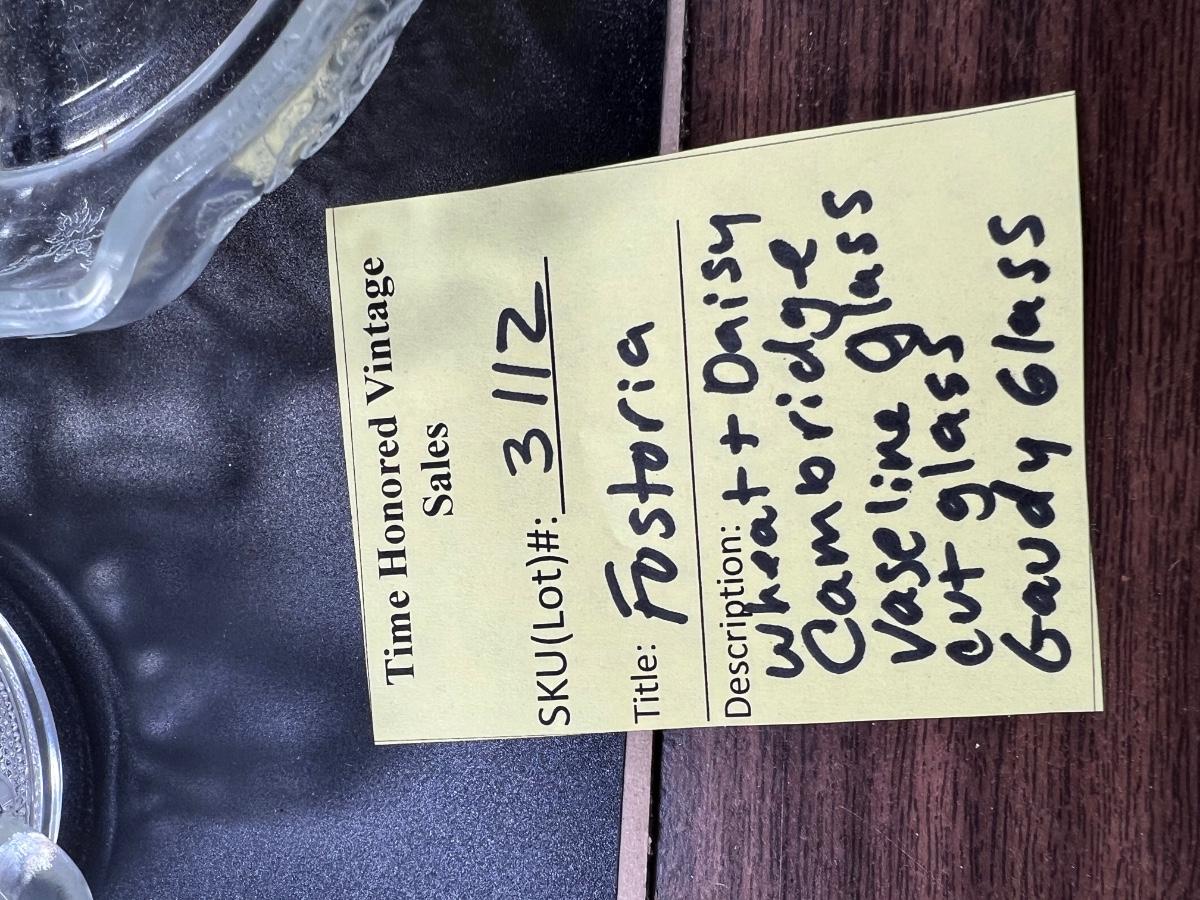 Time Honored Vintage
Sales
SKU(Lot)#: 3112
Title: Fostoria
Description:
Wheat + Daisy
Cambridge
Vaseline glass
cut glass
Gaudy Glass